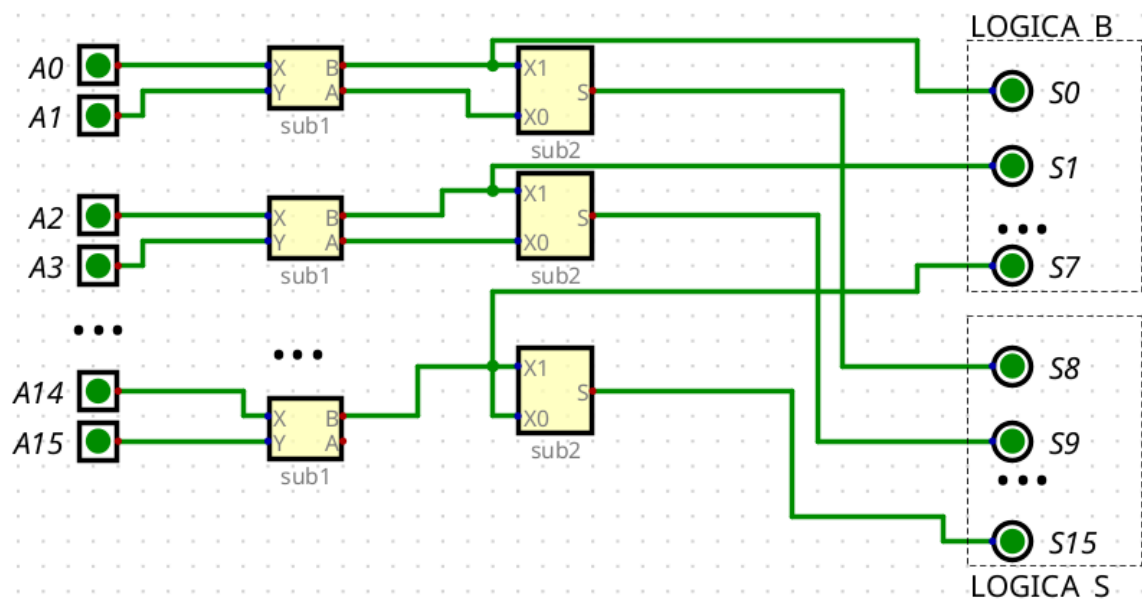 LOGICA B
A0
X
B
X1
Y
A
S
S0
A1
X0
sub1
sub2
S1
X1
A2
X
B
S
Y
A
X0
A3
sub1
sub2
•••
S7
•••
•••
X1
S8
A14
S
X
B
X0
A15
Y
A
S9
sub1
sub2
•••
S15
LOGICA S